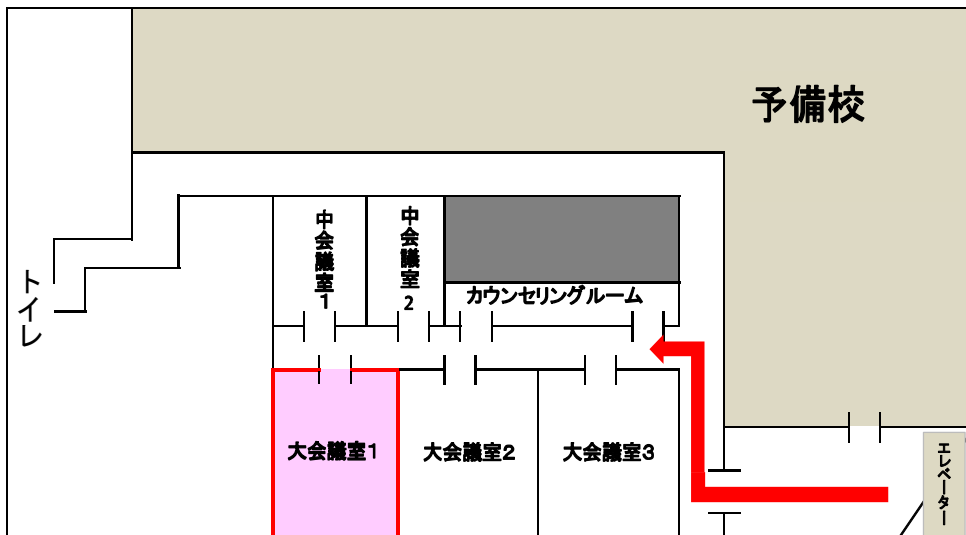 予備校
中会議室1
中会議室2
カウンセリングルーム
トイレ
大会議室1
大会議室2
大会議室3
エレベーター